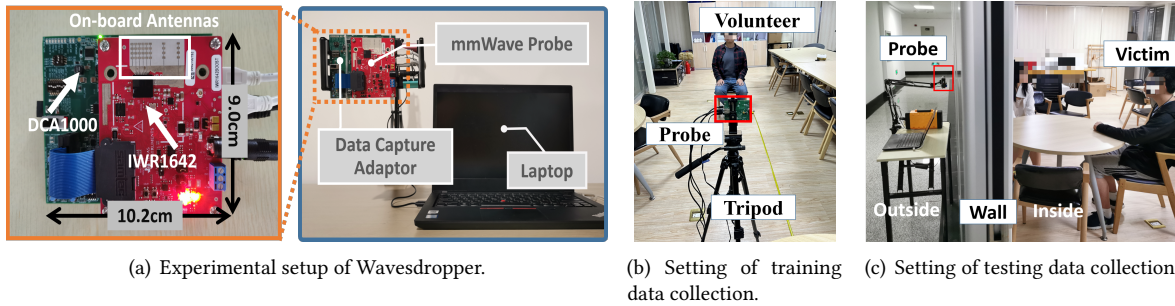 On-board Antennas
DCA1000
IWR1642
9.0cm
10.2cm
mmWave Probe
Data Capture
Adaptor
Laptop
(a) Experimental setup of Wavesdropper.
Volunteer
Probe
Tripod
(b) Setting of training
data collection.
Probe
Victim
Outside
Wall
Inside
(c) Setting of testing data collection